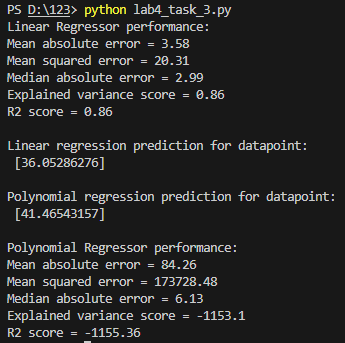 PS D:\123> python lab4_task_3.py
Linear Regressor performance:
Mean absolute error = 3.58
Mean squared error = 20.31
Median absolute error = 2.99
Explained variance score = 0.86
R2 score = 0.86
Linear regression prediction for datapoint:
[36.05286276]
Polynomial regression prediction for datapoint:
[41.46543157]
Polynomial Regressor performance:
Mean absolute error = 84.26
Mean squared error = 173728.48
Median absolute error = 6.13
Explained variance score = -1153.1
R2 score = -1155.36